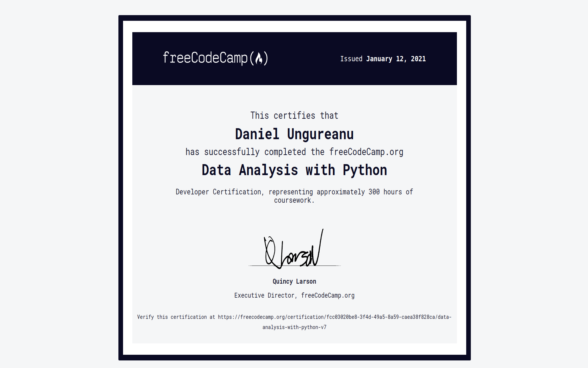 freeCodeCamp(🔥)
Issued January 12, 2021
This certifies that
Daniel Ungureanu
has successfully completed the freeCodeCamp.org
Data Analysis with Python
Developer Certification, representing approximately 300 hours of
coursework.
Quincy Larson
Executive Director, freeCodeCamp.org
Verify this certification at https://freecodecamp.org/certification/fcc03020be0-3f4d-49a5-8a59-caea38f828ca/data-
analysis-with-python-v7